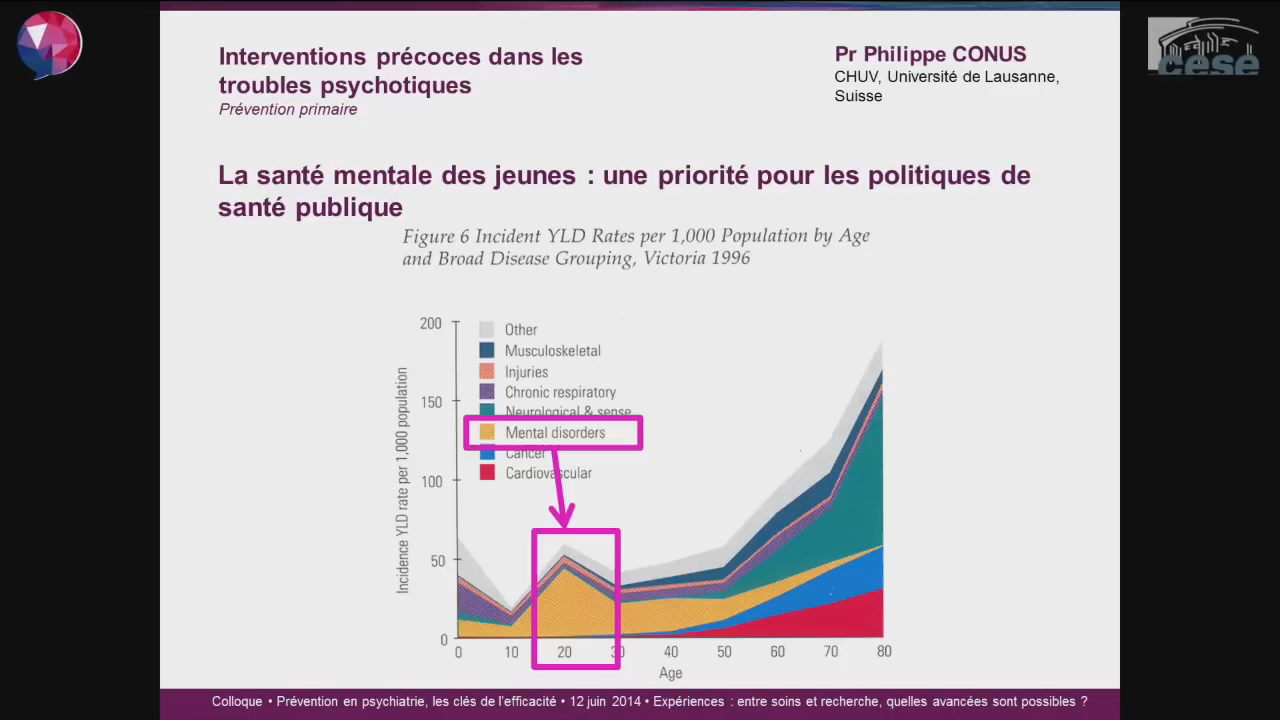 Interventions précoces dans les
troubles psychotiques
Prévention primaire
Pr Philippe CONUS
CHUV, Université de Lausanne,
Suisse
cese
La santé mentale des jeunes : une priorité pour les politiques de
santé publique
Figure 6 Incident YLD Rates per 1,000 Population by Age
and Broad Disease Grouping, Victoria 1996
Incidence YLD rate per 1,000 population
200
150
100
50
0
Other
Musculoskeletal
Injuries
Chronic respiratory
Neurological & sense
Mental disorders
Cancer
Cardiovascular
0 10 20 30 40 50 60 70 80
Age
Colloque • Prévention en psychiatrie, les clés de l'efficacité • 12 juin 2014 • Expériences : entre soins et recherche, quelles avancées sont possibles ?